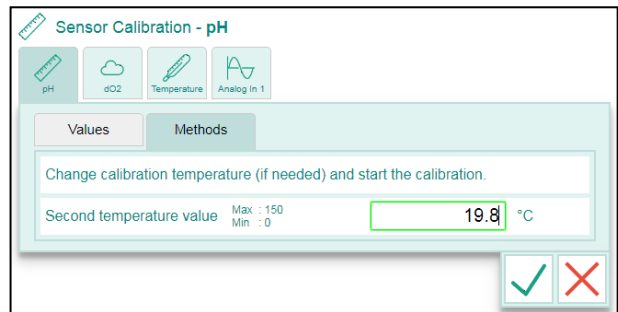 Sensor Calibration - pH
pH dO2 Temperature Analog In 1
Values Methods
Change calibration temperature (if needed) and start the calibration.
Second temperature value Max : 150 19.8 °C
Min : 0